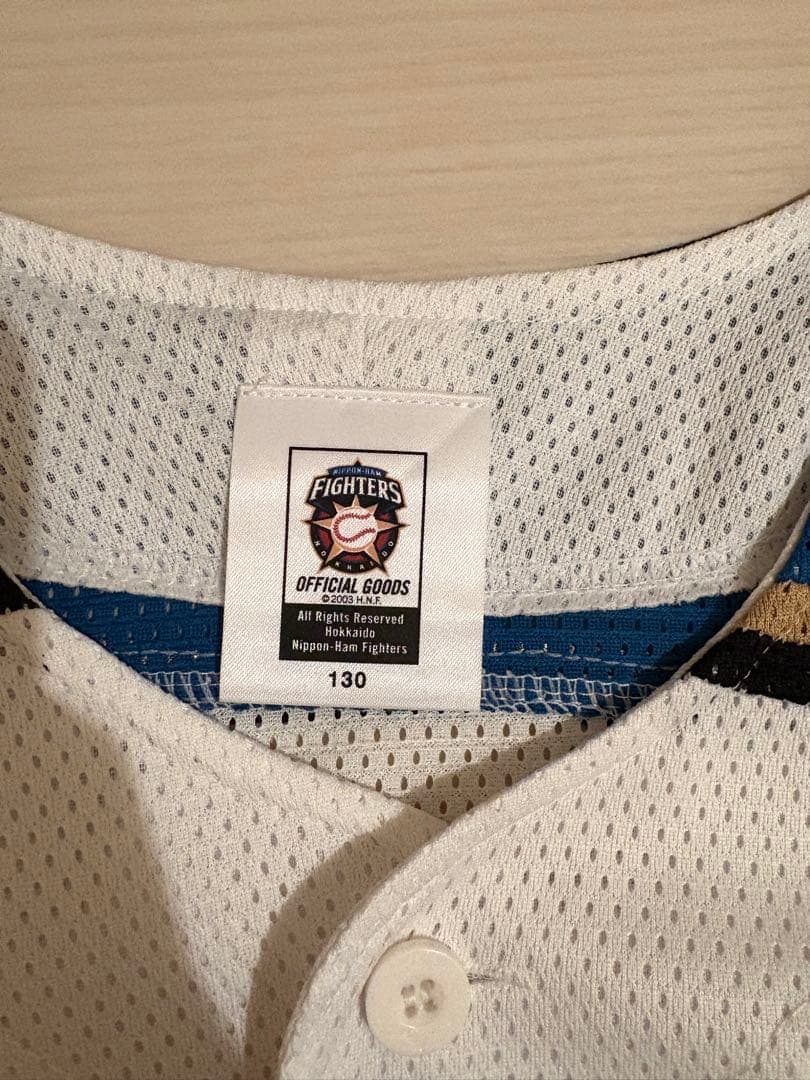 NIPPON-HAM
FIGHTERS
HOKKAIDO
OFFICIAL GOODS
©2003 H.N.F.
All Rights Reserved
Hokkaido
Nippon-Ham Fighters
130